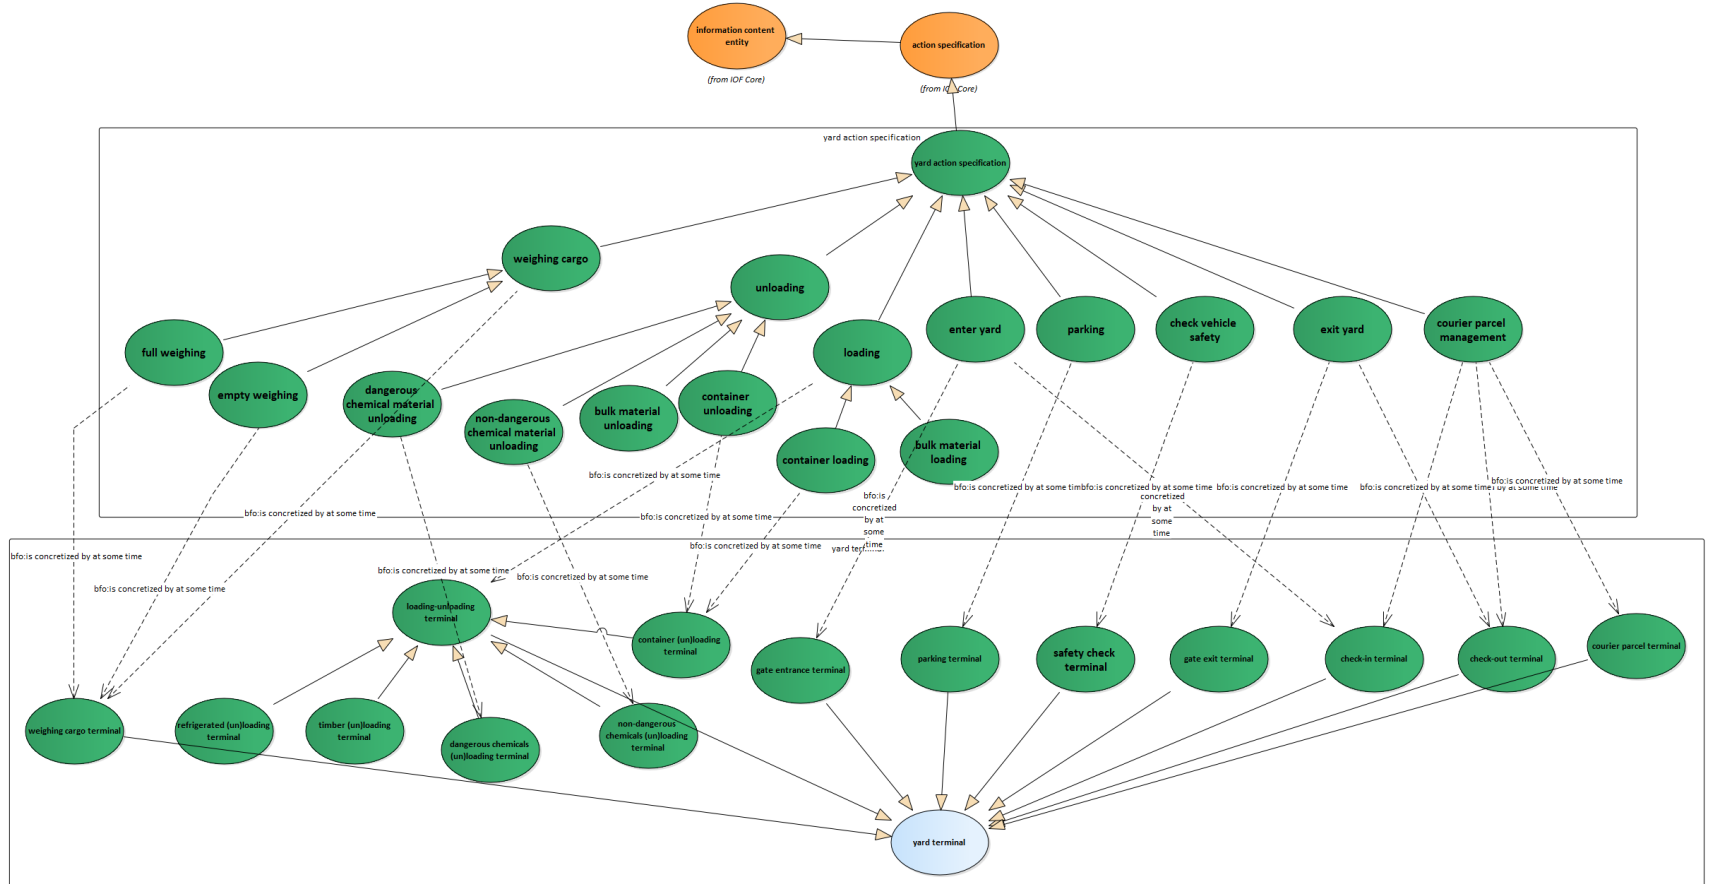 information content
entity
action specification
(from IOF Core)
(from IOF Core)
yard action specification
yard action specification
weighing cargo
unloading
full weighing
empty weighing
dangerous
chemical material
unloading
non-dangerous
chemical material
unloading
bulk material
unloading
container
unloading
loading
enter yard
parking
check vehicle
safety
exit yard
courier parcel
management
container loading
bulk material
loading
bfo:is concretized by at some time
bfo:is concretized by at some time
bfo:is concretized by at some time
bfo:is concretized by at some time
bfo:is concretized by at some time
bfo:is
concretized
by at
some
time
bfo:is concretized by at some tim
bfo:is concretized by at some time
concretized
by at
some
time
bfo:is concretized by at some time
bfo:is concretized by at some time
bfo:is concretized by at some time
bfo:is concretized by at some time
bfo:is concretized by at some time
bfo:is concretized by at some time
yard terminal
loading-unloading
terminal
container (un)loading
terminal
gate entrance terminal
parking terminal
safety check
terminal
gate exit terminal
check-in terminal
check-out terminal
courier parcel terminal
weighing cargo terminal
refrigerated (un)loading
terminal
timber (un)loading
terminal
dangerous chemicals
(un)loading terminal
non-dangerous
chemicals (un)loading
terminal
yard terminal